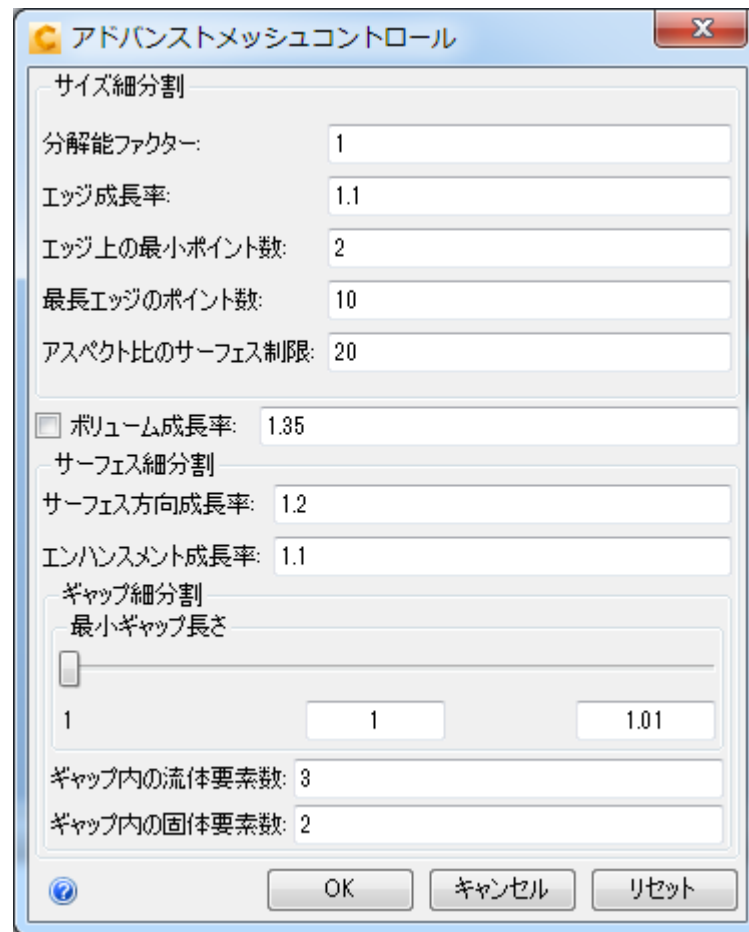 アドバンストメッシュコントロール
サイズ細分割
分解能ファクター: 1
エッジ成長率: 1.1
エッジ上の最小ポイント数: 2
最長エッジのポイント数: 10
アスペクト比のサーフェス制限: 20
ボリューム成長率: 1.35
サーフェス細分割
サーフェス方向成長率: 1.2
エンハンスメント成長率: 1.1
ギャップ細分割
最小ギャップ長さ
1 1 1.01
ギャップ内の流体要素数: 3
ギャップ内の固体要素数: 2
OK キャンセル リセット